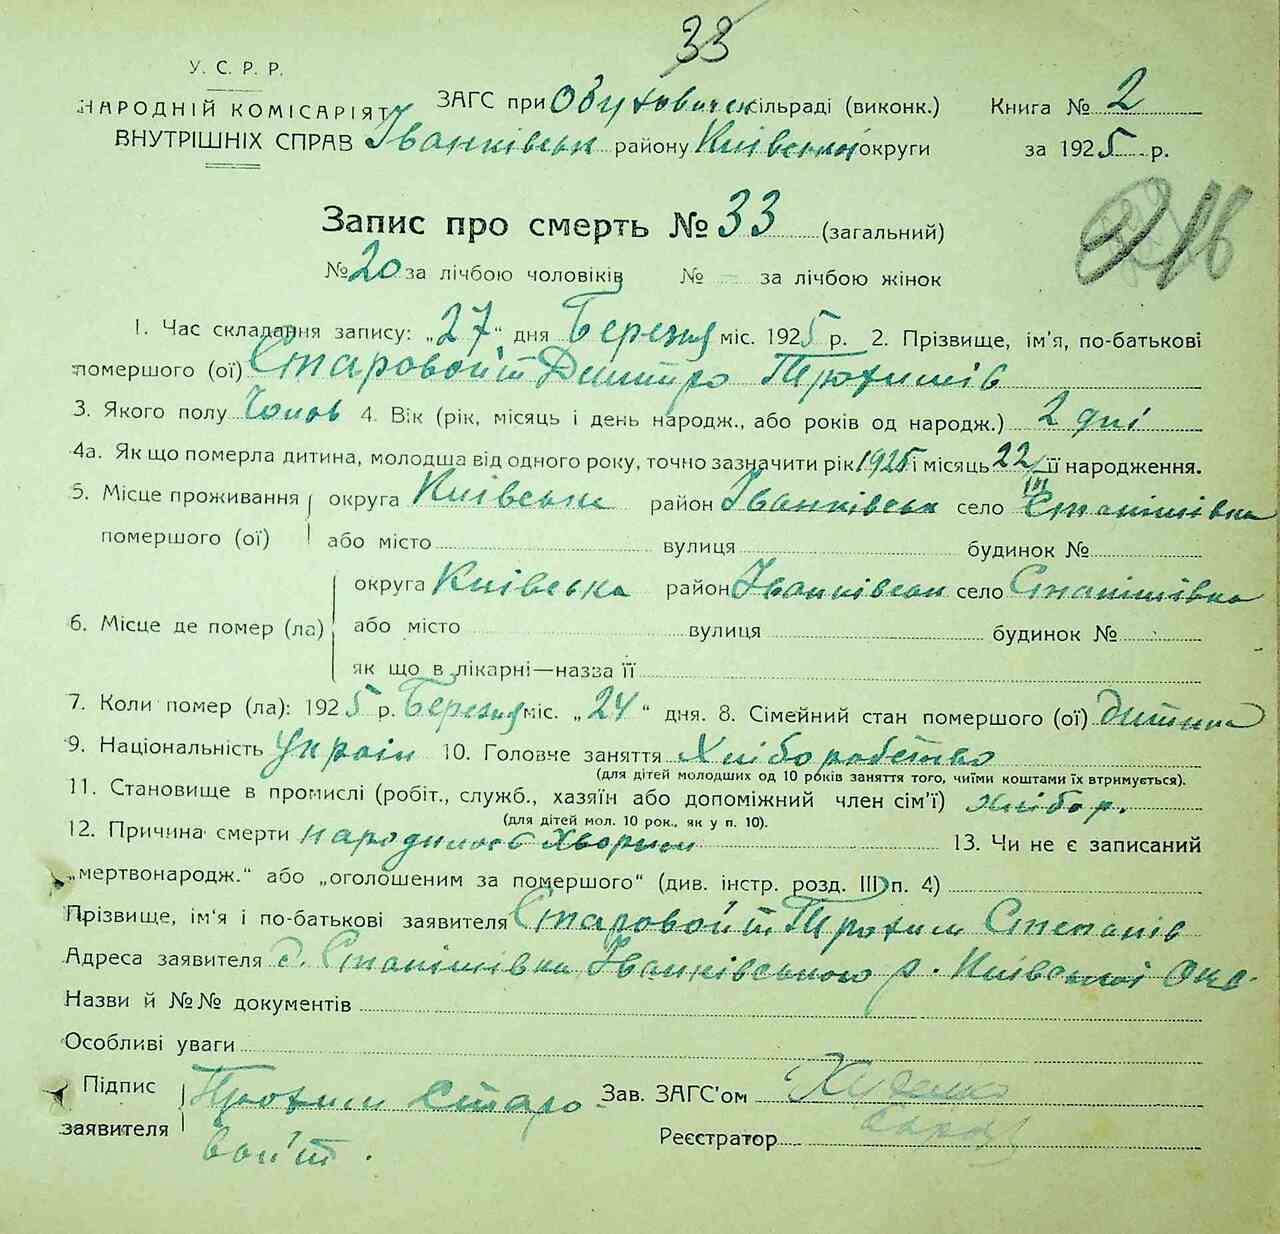 33
У. С. Р. Р.
НАРОДНІЙ КОМІСАРІЯТ
ВНУТРІШНІХ СПРАВ
ЗАГС при Обуховичск сільраді (виконк.)
Іванківськ району Київської округи
Книга № 2
за 1925 р.
Запис про смерть № 33 (загальний)
216
№ 20 за лічбою чоловіків № — за лічбою жінок
1. Час складання запису: „27" дня Березня міс. 1925 р. 2. Прізвище, ім'я, по-батькові
помершого (ої) Старовойт Дмитро Трохимів
3. Якого полу Чолов 4. Вік (рік, місяць і день народж., або років од народж.) 2 дні
4а. Як що померла дитина, молодша від одного року, точно зазначити рік 1925 і місяць 22/III її народження.
5. Місце проживання помершого (ої) округа Київськ район Іванківськ село Станішівка
або місто вулиця будинок №
6. Місце де помер (ла) округа Київська район Іванківськ село Станішівка
або місто вулиця будинок №
як що в лікарні—назва її
7. Коли помер (ла): 1925 р. Березня міс. „24" дня. 8. Сімейний стан помершого (ої) дитина
9. Національність Україн 10. Головне заняття Хліборобство
(для дітей молодших од 10 років заняття того, чиїми коштами їх втримується).
11. Становище в промислі (робіт., служб., хазяїн або допоміжний член сім'ї) хлібор.
(для дітей мол. 10 рок., як у п. 10).
12. Причина смерти народилось хворим 13. Чи не є записаний
„мертвонародж." або „оголошеним за помершого" (див. інстр. розд. III п. 4)
Прізвище, ім'я і по-батькові заявителя Старовойт Трохим Степанів
Адреса заявителя с. Станішівка Іванківського р. Київської Окр.
Назви й №№ документів
Особливі уваги
Підпис заявителя Трохим Старо-
войт.
Зав. ЗАГС'ом
Реєстратор